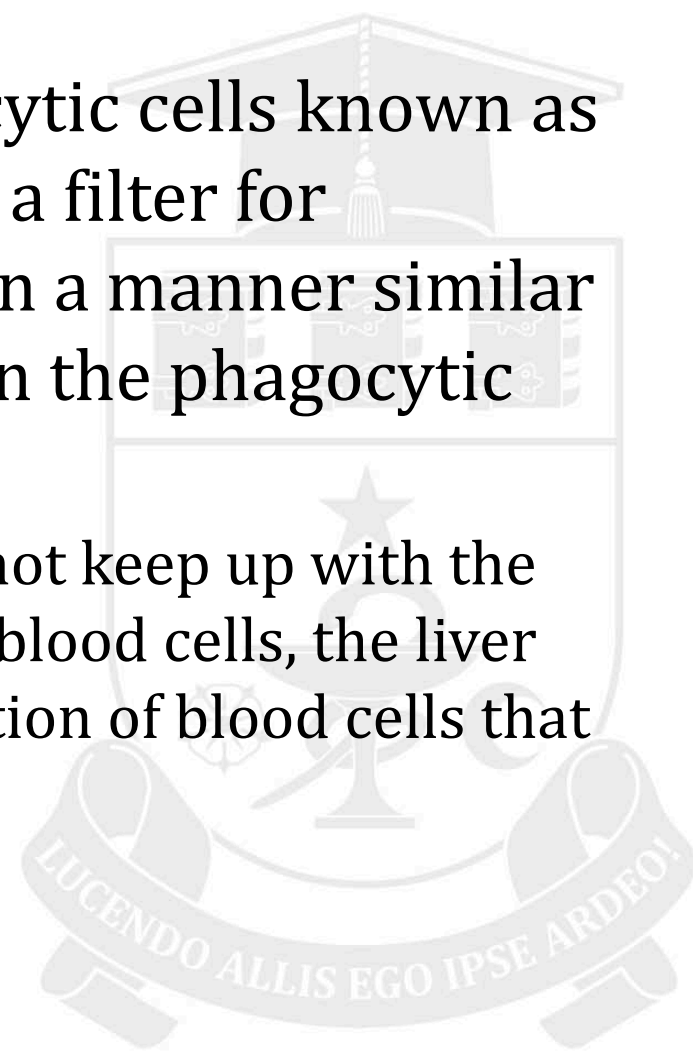 cytic cells known as
a filter for
n a manner similar
n the phagocytic
not keep up with the
blood cells, the liver
tion of blood cells that
LUCENDO ALLIS EGO IPSE ARDEO!